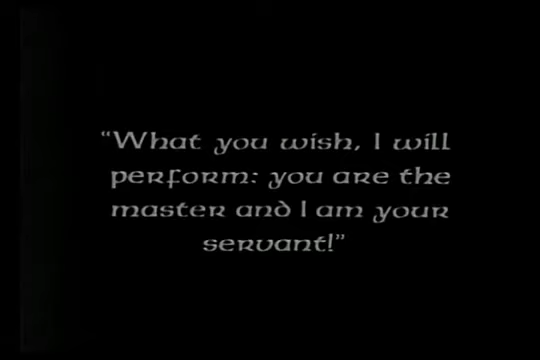 “What you wish, I will
perform: you are the
master and I am your
servant!”